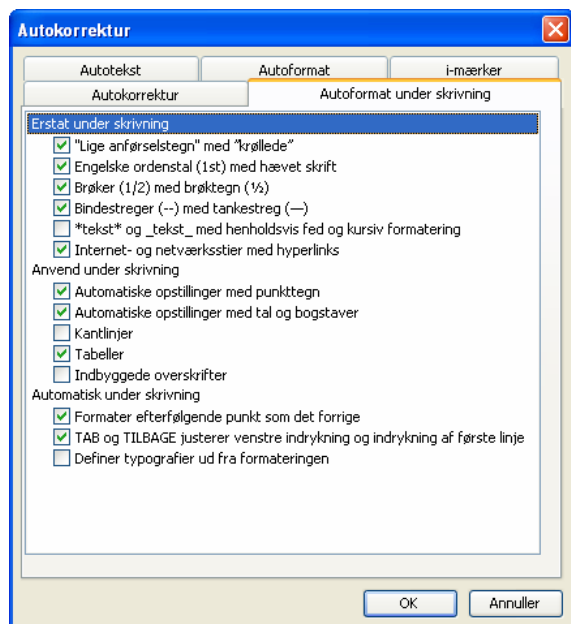 Autokorrektur
Autotekst Autoformat i-mærker
Autokorrektur Autoformat under skrivning
Erstat under skrivning
"Lige anførselstegn" med ”krøllede”
Engelske ordenstal (1st) med hævet skrift
Brøker (1/2) med brøktegn (½)
Bindestreger (--) med tankestreg (—)
*tekst* og _tekst_ med henholdsvis fed og kursiv formatering
Internet- og netværksstier med hyperlinks
Anvend under skrivning
Automatiske opstillinger med punkttegn
Automatiske opstillinger med tal og bogstaver
Kantlinjer
Tabeller
Indbyggede overskrifter
Automatisk under skrivning
Formater efterfølgende punkt som det forrige
TAB og TILBAGE justerer venstre indrykning og indrykning af første linje
Definer typografier ud fra formateringen
OK Annuller